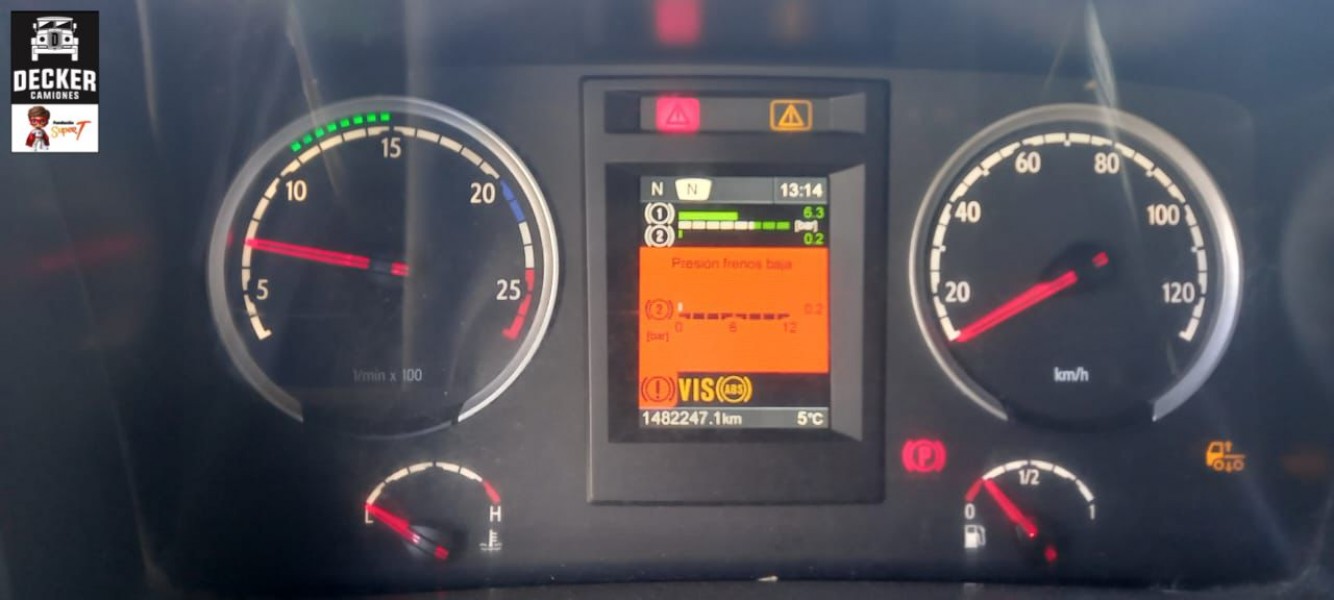 DECKER
CAMIONES
Fundación
SuperT
5
10
15
20
25
1/min x 100
L
H
N N 13:14
1 6.3
[bar]
2 0.2
Presion frenos baja
2 0.2
0 6 12
[bar]
VIS ABS
1482247.1km 5°C
20
40
60
80
100
120
km/h
P
0
1/2
1